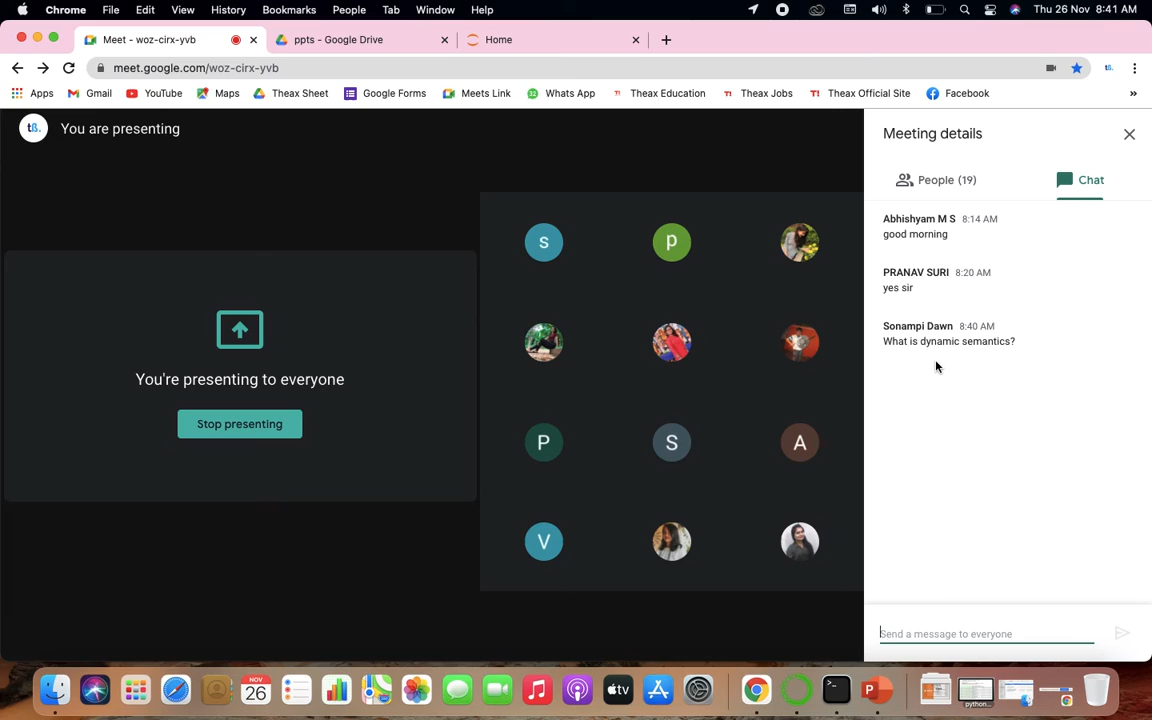 Chrome File Edit View History Bookmarks People Tab Window Help Thu 26 Nov 8:41 AM
Meet - woz-cirx-yvb ppts - Google Drive Home
meet.google.com/woz-cirx-yvb tß.
Apps Gmail YouTube Maps Theax Sheet Google Forms Meets Link Whats App Theax Education Theax Jobs Theax Official Site Facebook »
tß. You are presenting
Meeting details
People (19) Chat
Abhishyam M S 8:14 AM
good morning
s p
PRANAV SURI 8:20 AM
yes sir
Sonampi Dawn 8:40 AM
What is dynamic semantics?
You're presenting to everyone
Stop presenting
P S A
V
Send a message to everyone
NOV
26
tv
python...